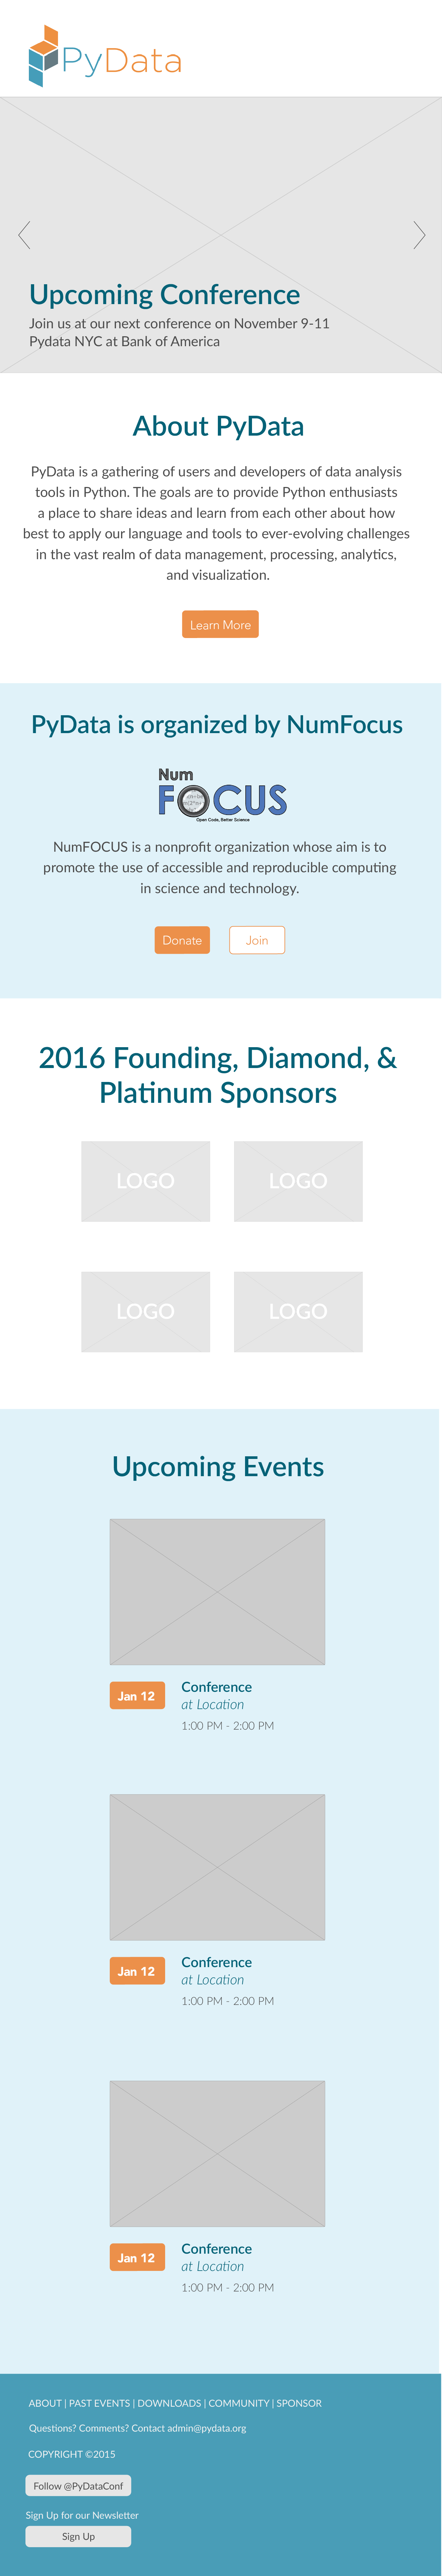 PyData
Upcoming Conference
Join us at our next conference on November 9-11
Pydata NYC at Bank of America
About PyData
PyData is a gathering of users and developers of data analysis
tools in Python. The goals are to provide Python enthusiasts
a place to share ideas and learn from each other about how
best to apply our language and tools to ever-evolving challenges
in the vast realm of data management, processing, analytics,
and visualization.
Learn More
PyData is organized by NumFocus
Num
FOCUS
Open Code, Better Science
NumFOCUS is a nonprofit organization whose aim is to
promote the use of accessible and reproducible computing
in science and technology.
Donate
Join
2016 Founding, Diamond, &
Platinum Sponsors
LOGO
LOGO
LOGO
LOGO
Upcoming Events
Jan 12
Conference
at Location
1:00 PM - 2:00 PM
Jan 12
Conference
at Location
1:00 PM - 2:00 PM
Jan 12
Conference
at Location
1:00 PM - 2:00 PM
ABOUT | PAST EVENTS | DOWNLOADS | COMMUNITY | SPONSOR
Questions? Comments? Contact admin@pydata.org
COPYRIGHT ©2015
Follow @PyDataConf
Sign Up for our Newsletter
Sign Up